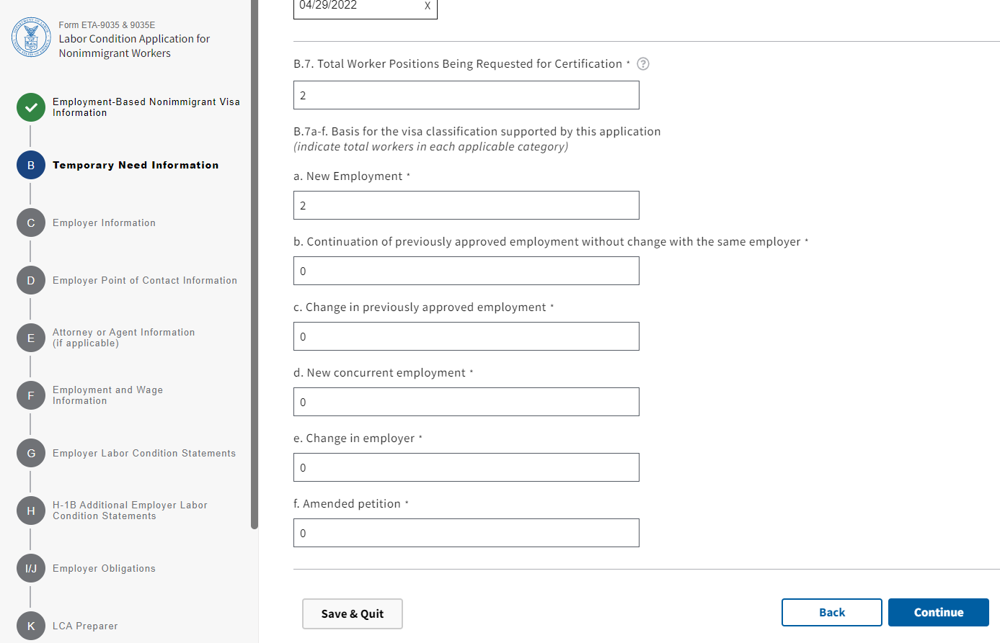 Form ETA-9035 & 9035E
Labor Condition Application for
Nonimmigrant Workers
Employment-Based Nonimmigrant Visa
Information
B
Temporary Need Information
C
Employer Information
D
Employer Point of Contact Information
E
Attorney or Agent Information
(if applicable)
F
Employment and Wage
Information
G
Employer Labor Condition Statements
H
H-1B Additional Employer Labor
Condition Statements
I/J
Employer Obligations
K
LCA Preparer
04/29/2022 X
B.7. Total Worker Positions Being Requested for Certification * ?
2
B.7a-f. Basis for the visa classification supported by this application
(indicate total workers in each applicable category)
a. New Employment *
2
b. Continuation of previously approved employment without change with the same employer *
0
c. Change in previously approved employment *
0
d. New concurrent employment *
0
e. Change in employer *
0
f. Amended petition *
0
Save & Quit
Back
Continue